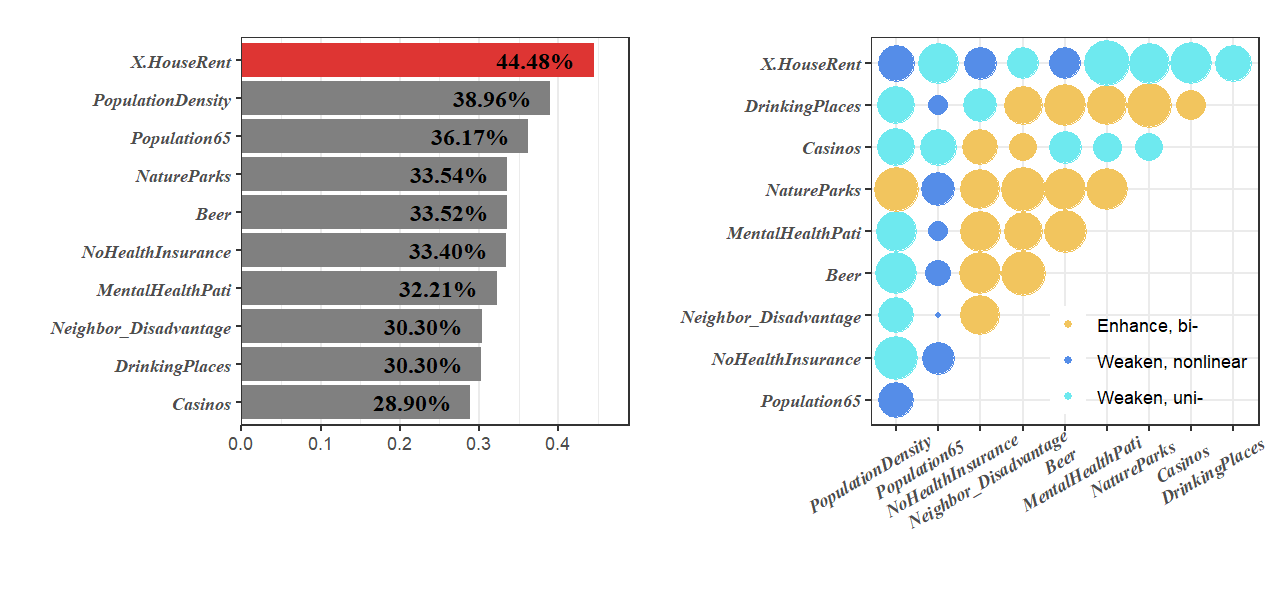 X.HouseRent
44.48%
PopulationDensity
38.96%
Population65
36.17%
NatureParks
33.54%
Beer
33.52%
NoHealthInsurance
33.40%
MentalHealthPati
32.21%
Neighbor_Disadvantage
30.30%
DrinkingPlaces
30.30%
Casinos
28.90%
0.0 0.1 0.2 0.3 0.4
X.HouseRent
DrinkingPlaces
Casinos
NatureParks
MentalHealthPati
Beer
Neighbor_Disadvantage
NoHealthInsurance
Population65
Enhance, bi-
Weaken, nonlinear
Weaken, uni-
PopulationDensity
Population65
NoHealthInsurance
Neighbor_Disadvantage
Beer
MentalHealthPati
NatureParks
Casinos
DrinkingPlaces